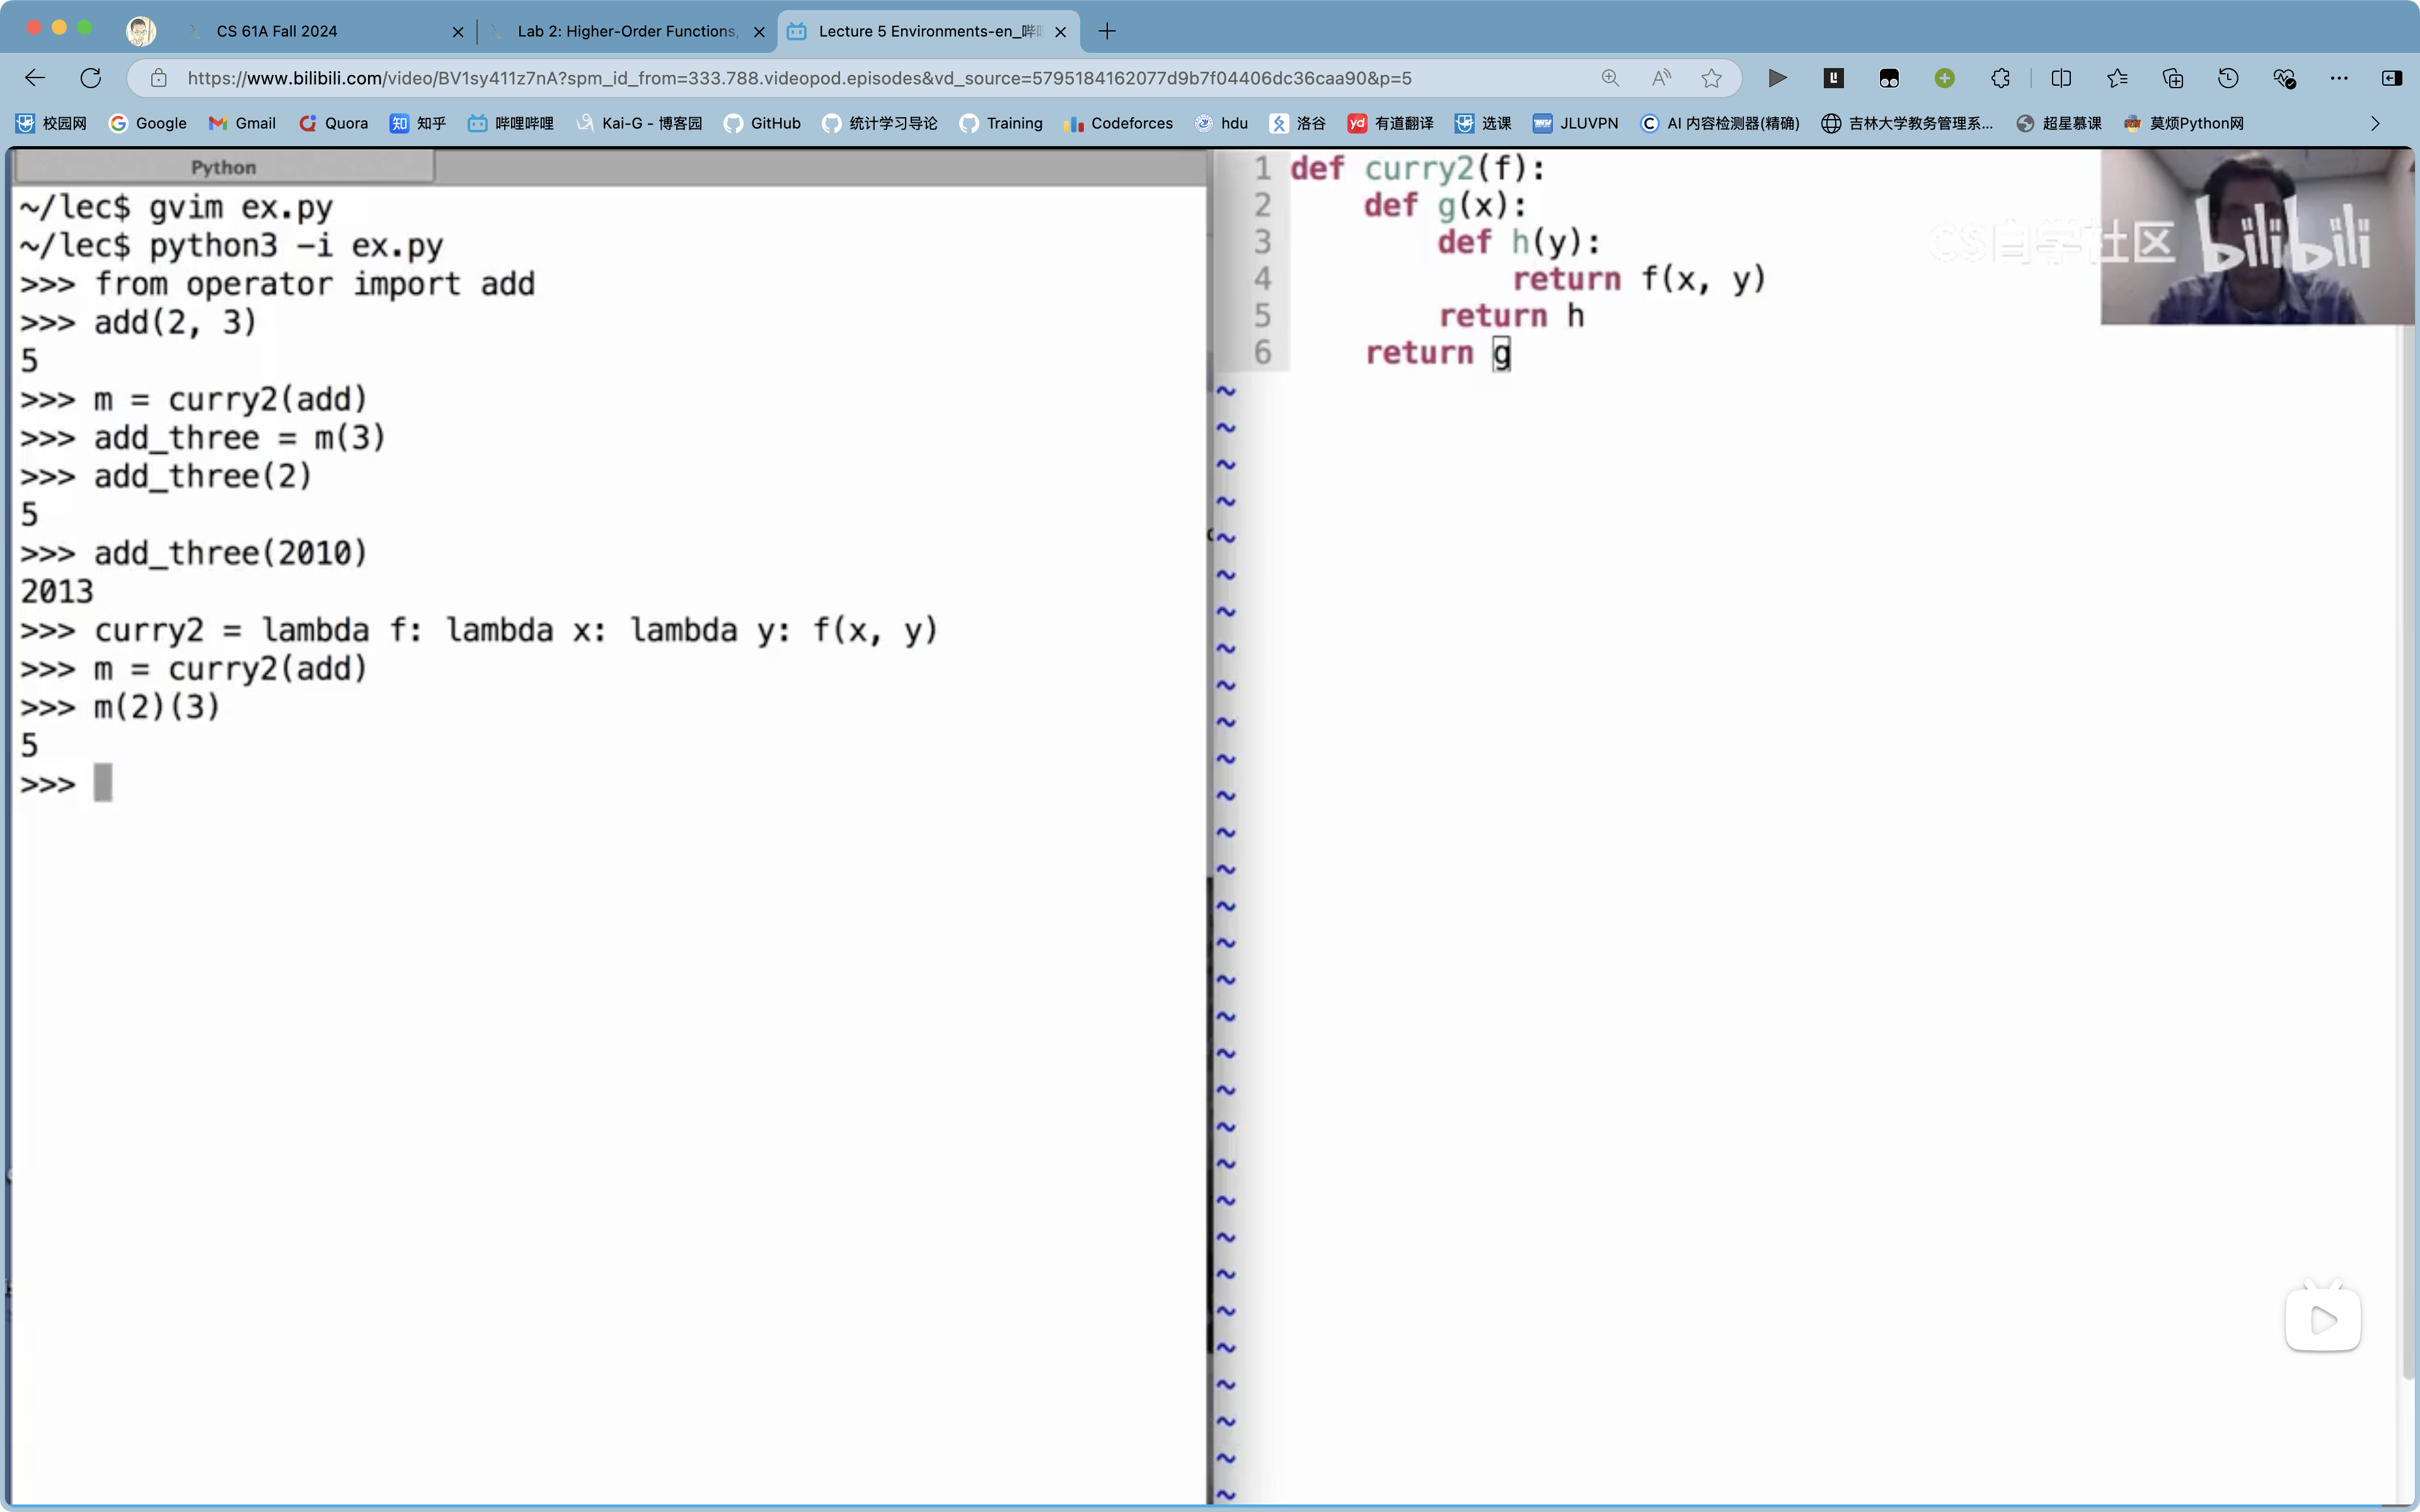 CS 61A Fall 2024
Lab 2: Higher-Order Functions,
Lecture 5 Environments-en_哔
https://www.bilibili.com/video/BV1sy411z7nA?spm_id_from=333.788.videopod.episodes&vd_source=5795184162077d9b7f04406dc36caa90&p=5
校园网 Google Gmail Quora 知乎 哔哩哔哩 Kai-G - 博客园 GitHub 统计学习导论 Training Codeforces hdu 洛谷 有道翻译 选课 JLUVPN AI 内容检测器(精确) 吉林大学教务管理系... 超星慕课 莫烦Python网
Python
~/lec$ gvim ex.py
~/lec$ python3 -i ex.py
>>> from operator import add
>>> add(2, 3)
5
>>> m = curry2(add)
>>> add_three = m(3)
>>> add_three(2)
5
>>> add_three(2010)
2013
>>> curry2 = lambda f: lambda x: lambda y: f(x, y)
>>> m = curry2(add)
>>> m(2)(3)
5
>>>
1 def curry2(f):
2 def g(x):
3 def h(y):
4 return f(x, y)
5 return h
6 return g
CS自学社区 bilibili